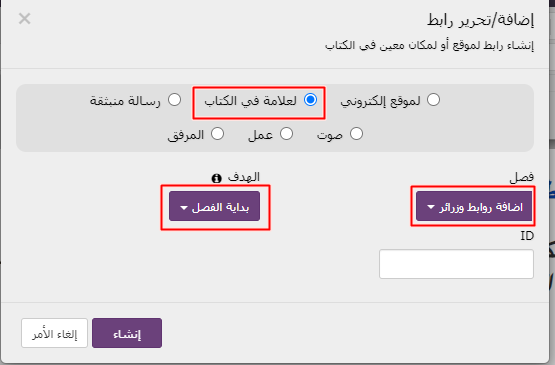 إضافة/تحرير رابط
إنشاء رابط لموقع أو لمكان معين في الكتاب
لموقع إلكتروني لعلامة في الكتاب رسالة منبثقة
صوت عمل المرفق
فصل الهدف
اضافة روابط وزرائر بداية الفصل
ID
إنشاء إلغاء الأمر